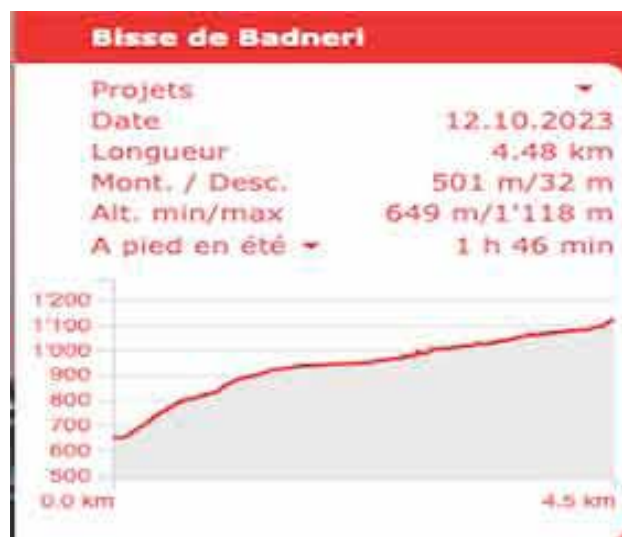 Bisse de Badneri
Projets
Date 12.10.2023
Longueur 4.48 km
Mont. / Desc. 501 m/32 m
Alt. min/max 649 m/1'118 m
A pied en été 1 h 46 min
1'200
1'100
1'000
900
800
700
600
500
0.0 km 4.5 km